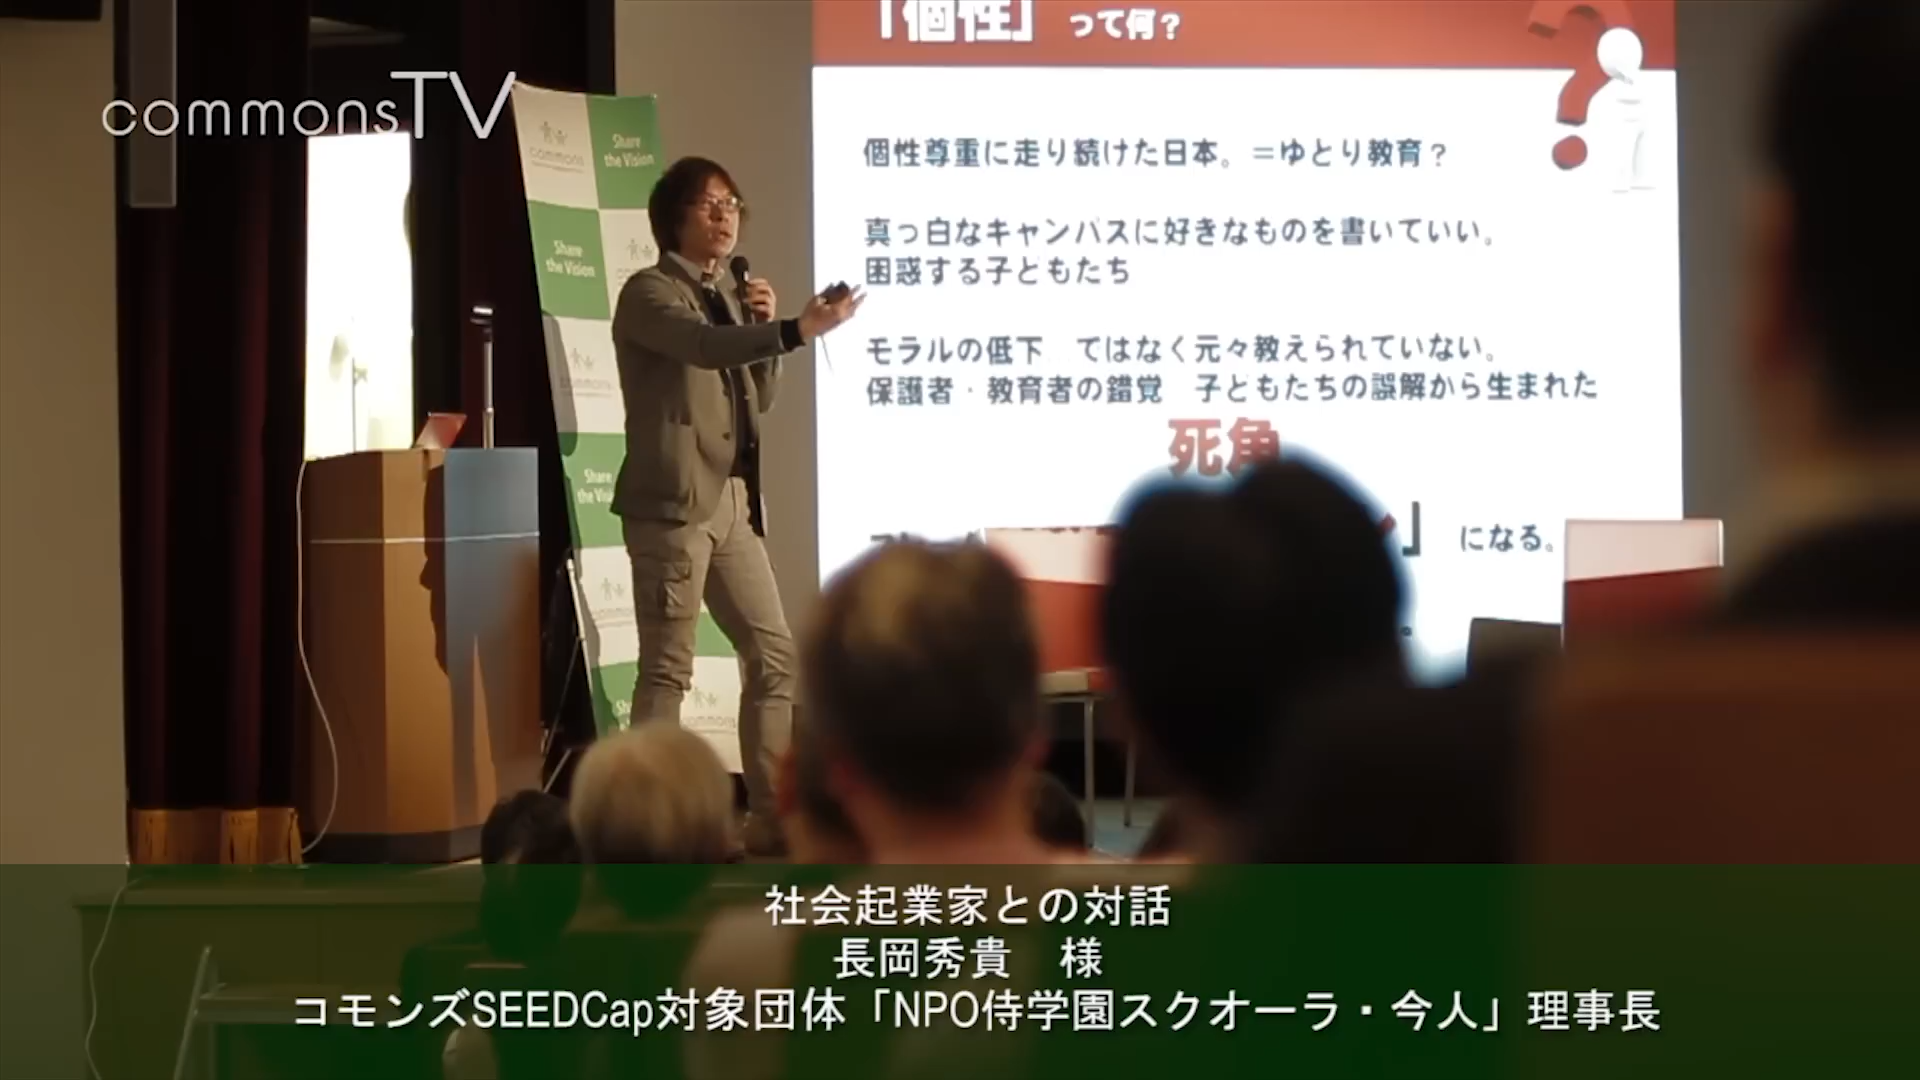 commonsTV
「個性」って何？
個性尊重に走り続けた日本。＝ゆとり教育？
真っ白なキャンバスに好きなものを書いていい。
困惑する子どもたち
モラルの低下 ではなく元々教えられていない。
保護者・教育者の錯覚 子どもたちの誤解から生まれた
死角
」 になる。
commons
Share
the Vision
Share
the Vision
commons
Share
commons
社会起業家との対話
長岡秀貴 様
コモンズSEEDCap対象団体「NPO侍学園スクオーラ・今人」理事長